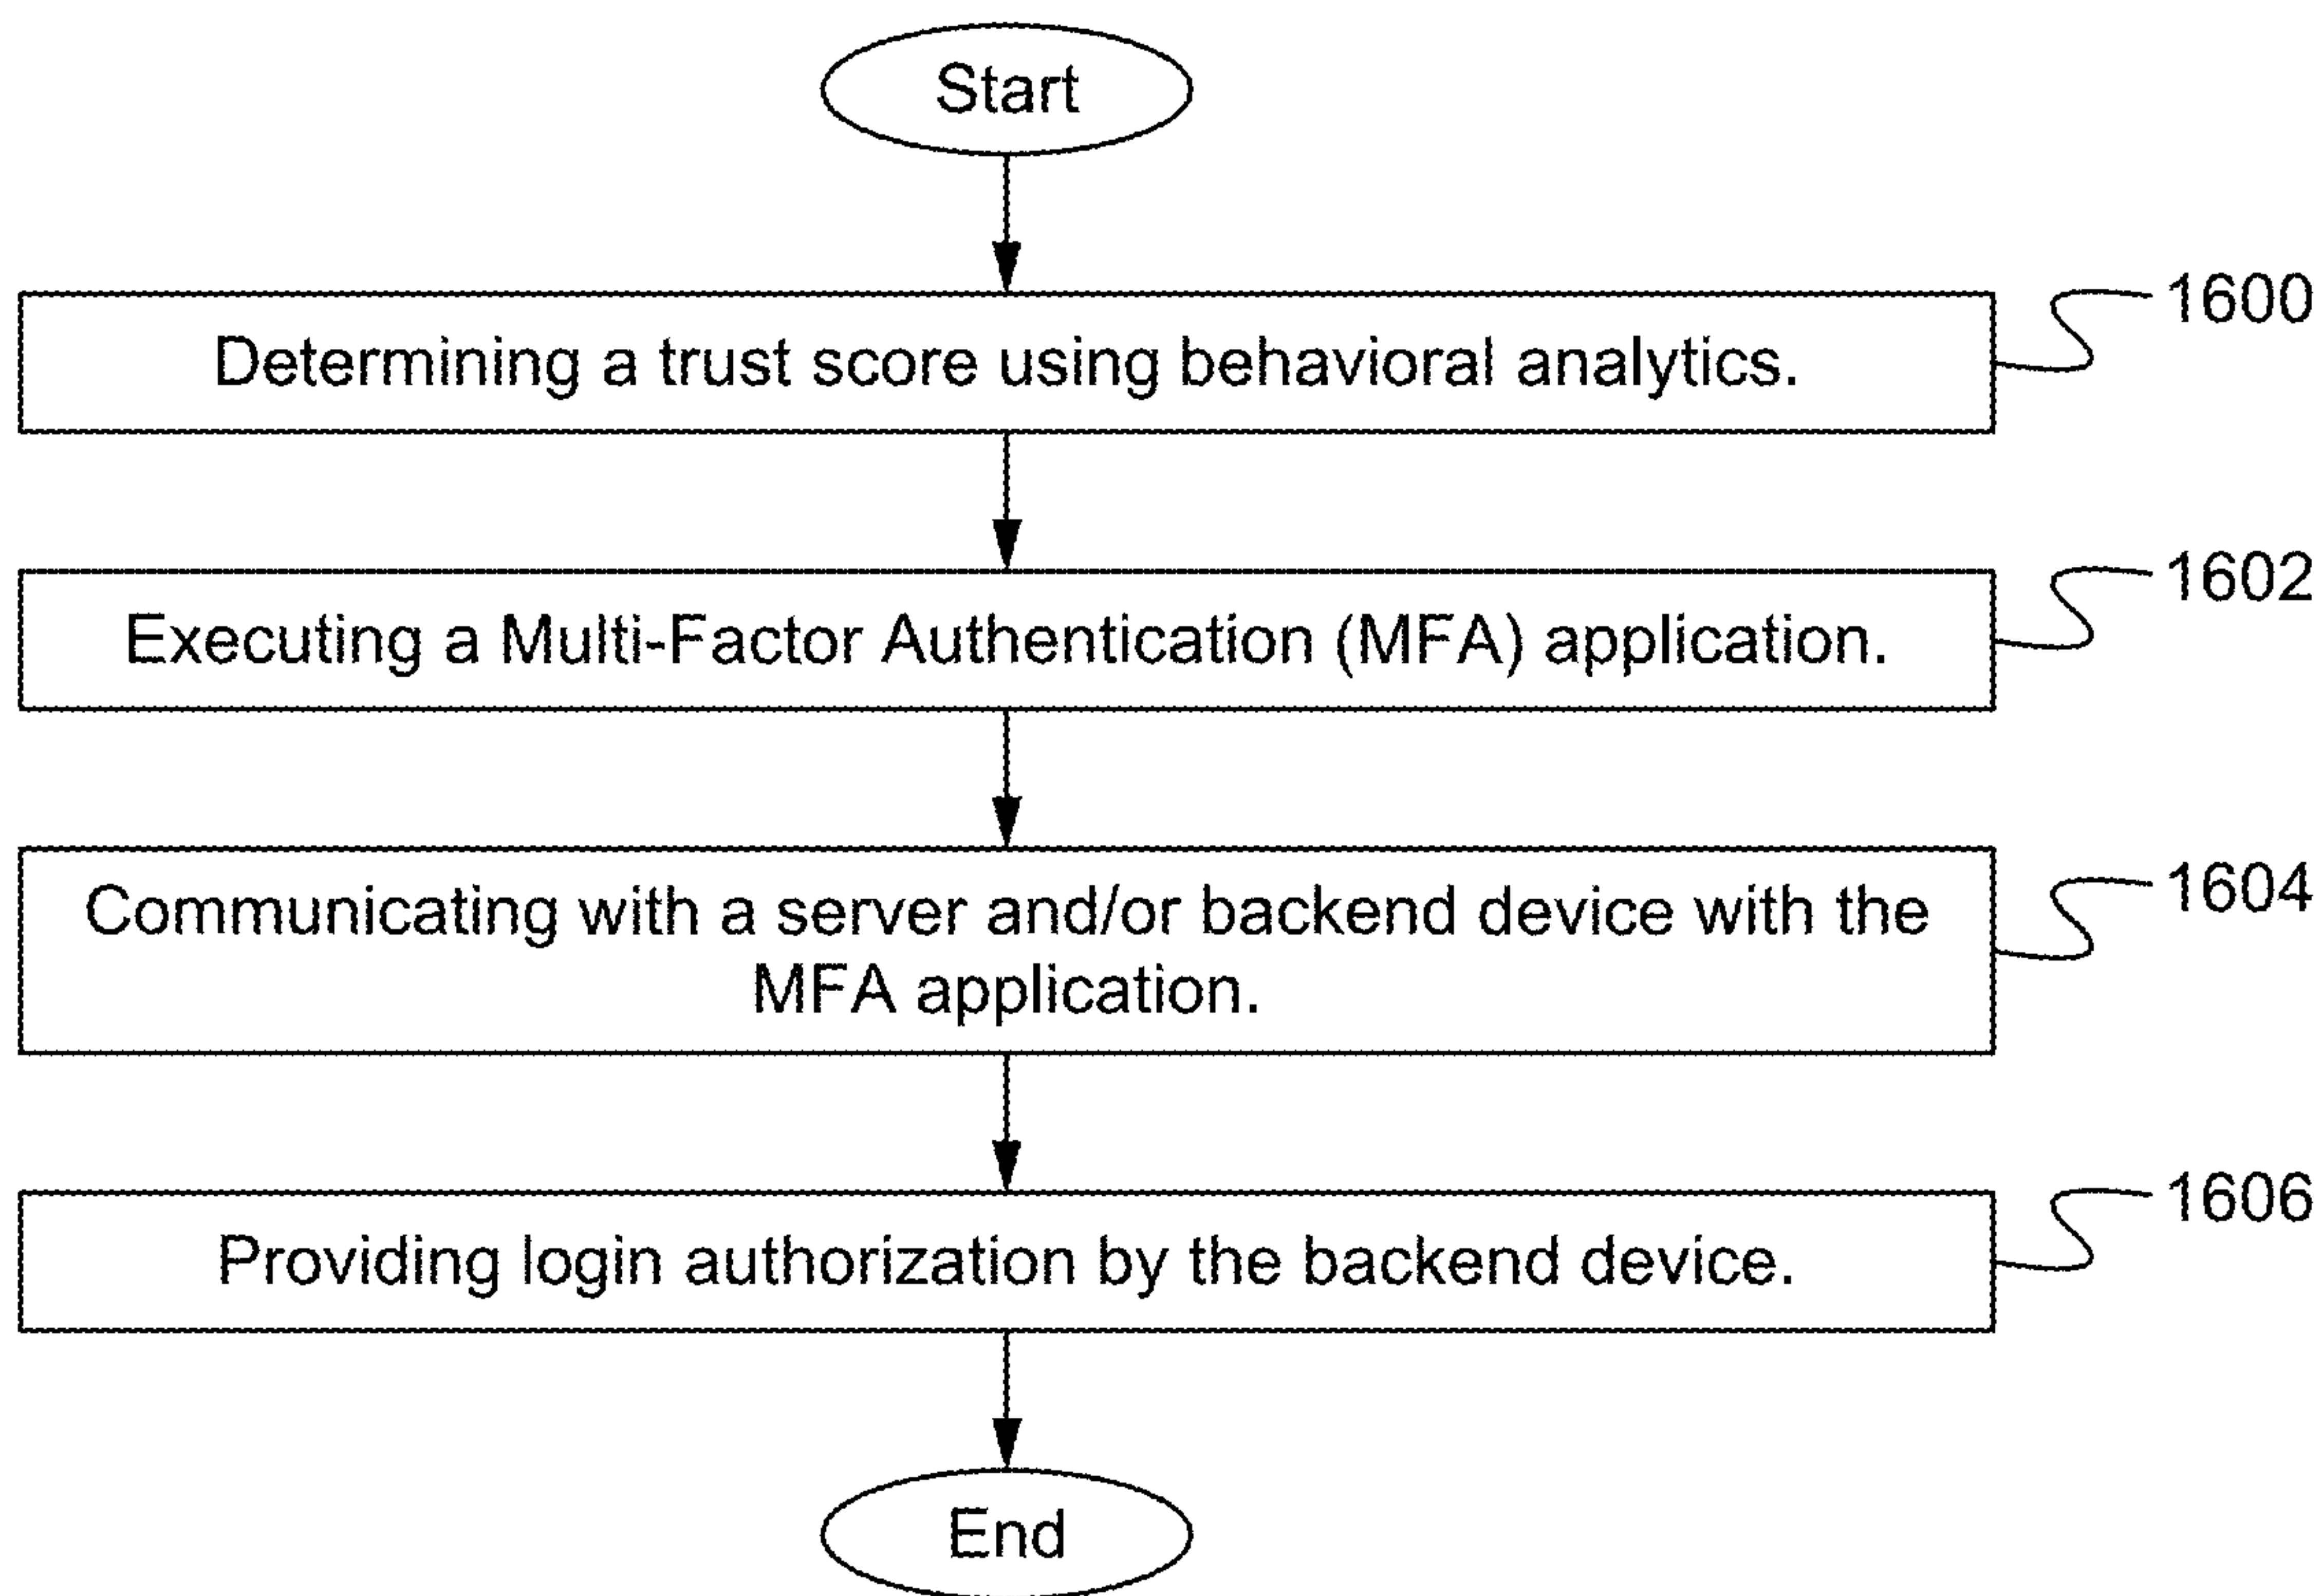 Start
Determining a trust score using behavioral analytics.
1600
Executing a Multi-Factor Authentication (MFA) application.
1602
Communicating with a server and/or backend device with the
MFA application.
1604
Providing login authorization by the backend device.
1606
End